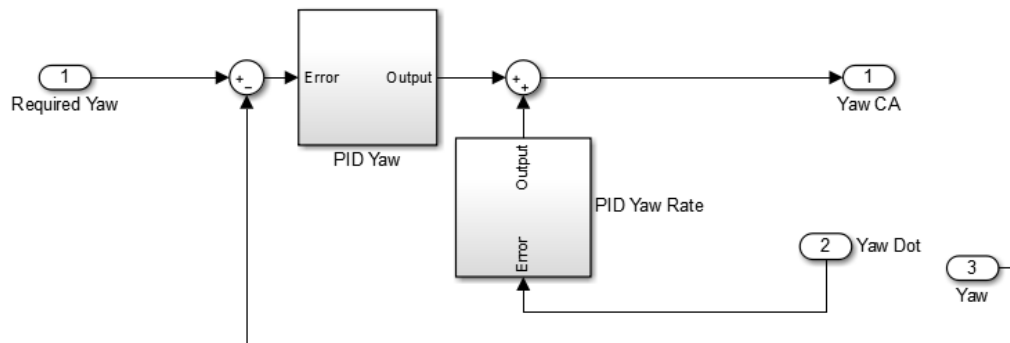 1
Required Yaw
+
−
Error
Output
PID Yaw
+
+
1
Yaw CA
Output
Error
PID Yaw Rate
2
Yaw Dot
3
Yaw